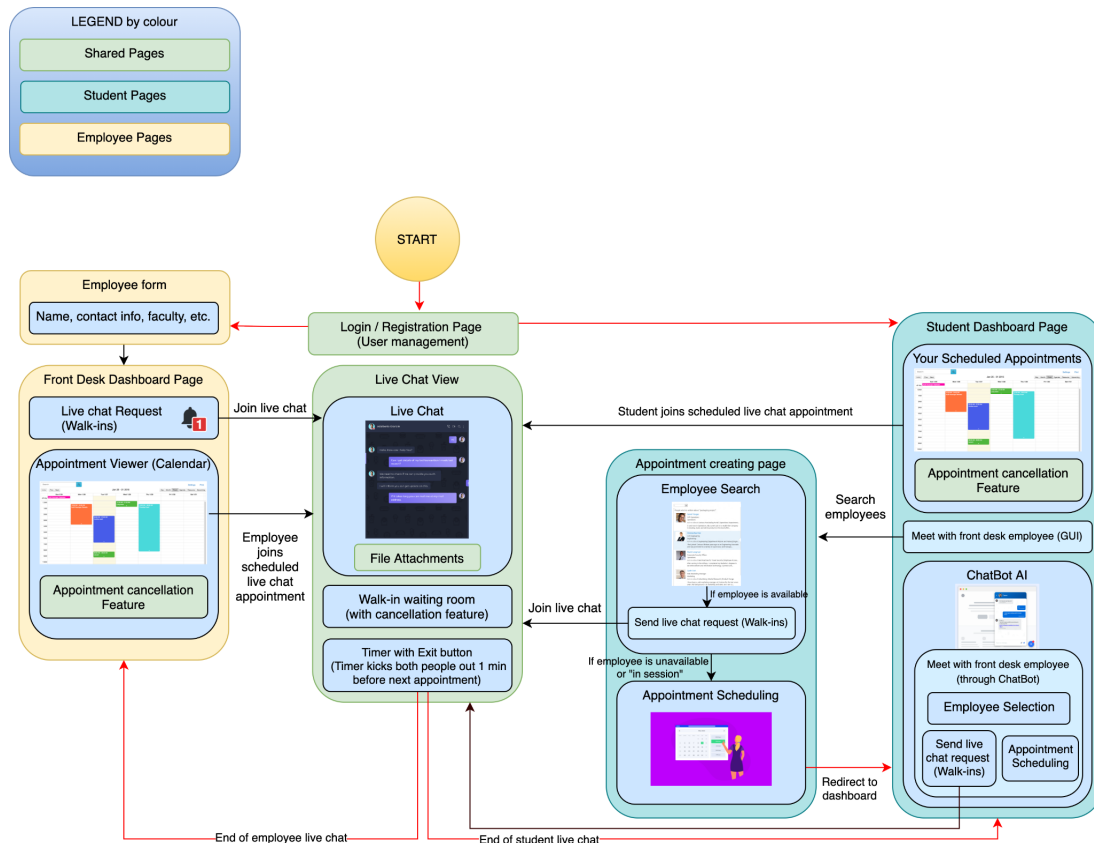 LEGEND by colour
Shared Pages
Student Pages
Employee Pages
START
Employee form
Name, contact info, faculty, etc.
Login / Registration Page
(User management)
Student Dashboard Page
Your Scheduled Appointments
Appointment cancellation
Feature
Front Desk Dashboard Page
Live chat Request
(Walk-ins)
1
Join live chat
Appointment Viewer (Calendar)
Appointment cancellation
Feature
Employee
joins
scheduled
live chat
appointment
Live Chat View
Live Chat
File Attachments
Walk-in waiting room
(with cancellation feature)
Timer with Exit button
(Timer kicks both people out 1 min
before next appointment)
Student joins scheduled live chat appointment
Appointment creating page
Employee Search
If employee is available
Send live chat request (Walk-ins)
Join live chat
If employee is unavailable
or "in session"
Appointment Scheduling
Search
employees
Meet with front desk employee (GUI)
ChatBot AI
Meet with front desk employee
(through ChatBot)
Employee Selection
Send live
chat request
(Walk-ins)
Appointment
Scheduling
Redirect to
dashboard
End of employee live chat
End of student live chat